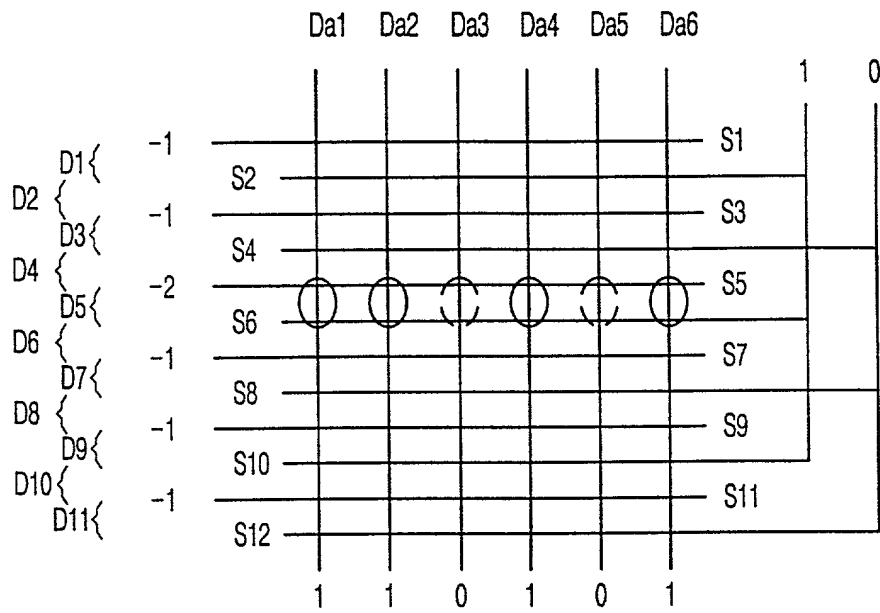 Da1 Da2 Da3 Da4 Da5 Da6
1 0
-1 S1
D1{
S2
D2 {
-1 S3
D3{
S4
D4 {
-2 S5
D5{
S6
D6 {
-1 S7
D7{
S8
D8 {
-1 S9
D9{
S10
D10 {
-1 S11
D11{
S12
1 1 0 1 0 1